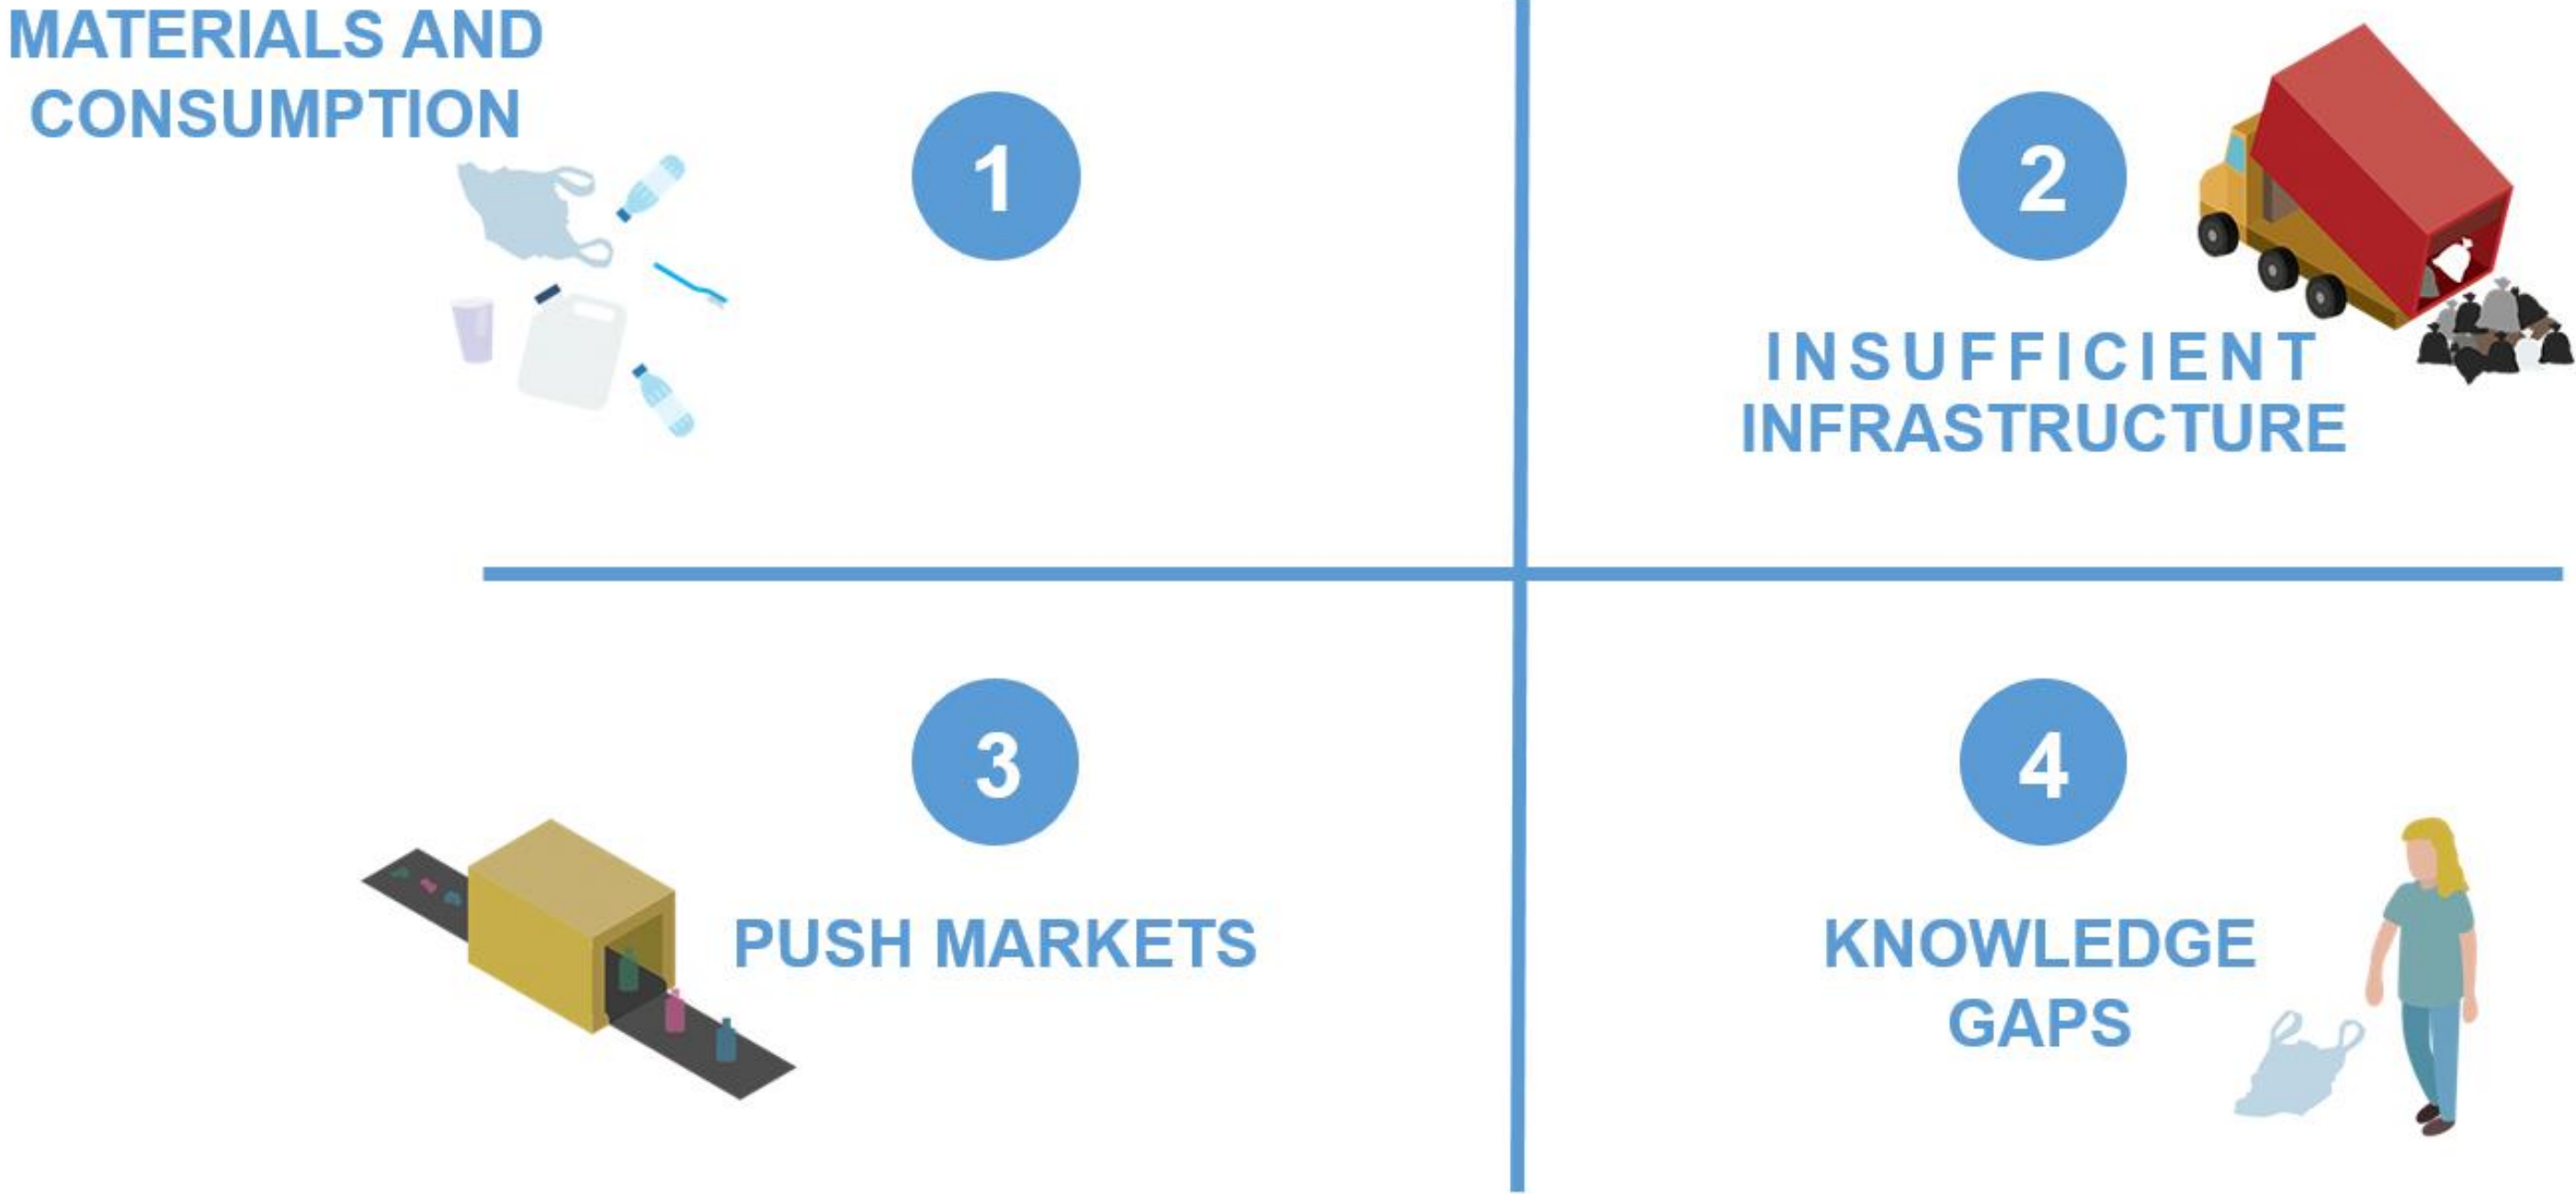 MATERIALS AND
CONSUMPTION
1
2
INSUFFICIENT
INFRASTRUCTURE
3
PUSH MARKETS
4
KNOWLEDGE
GAPS